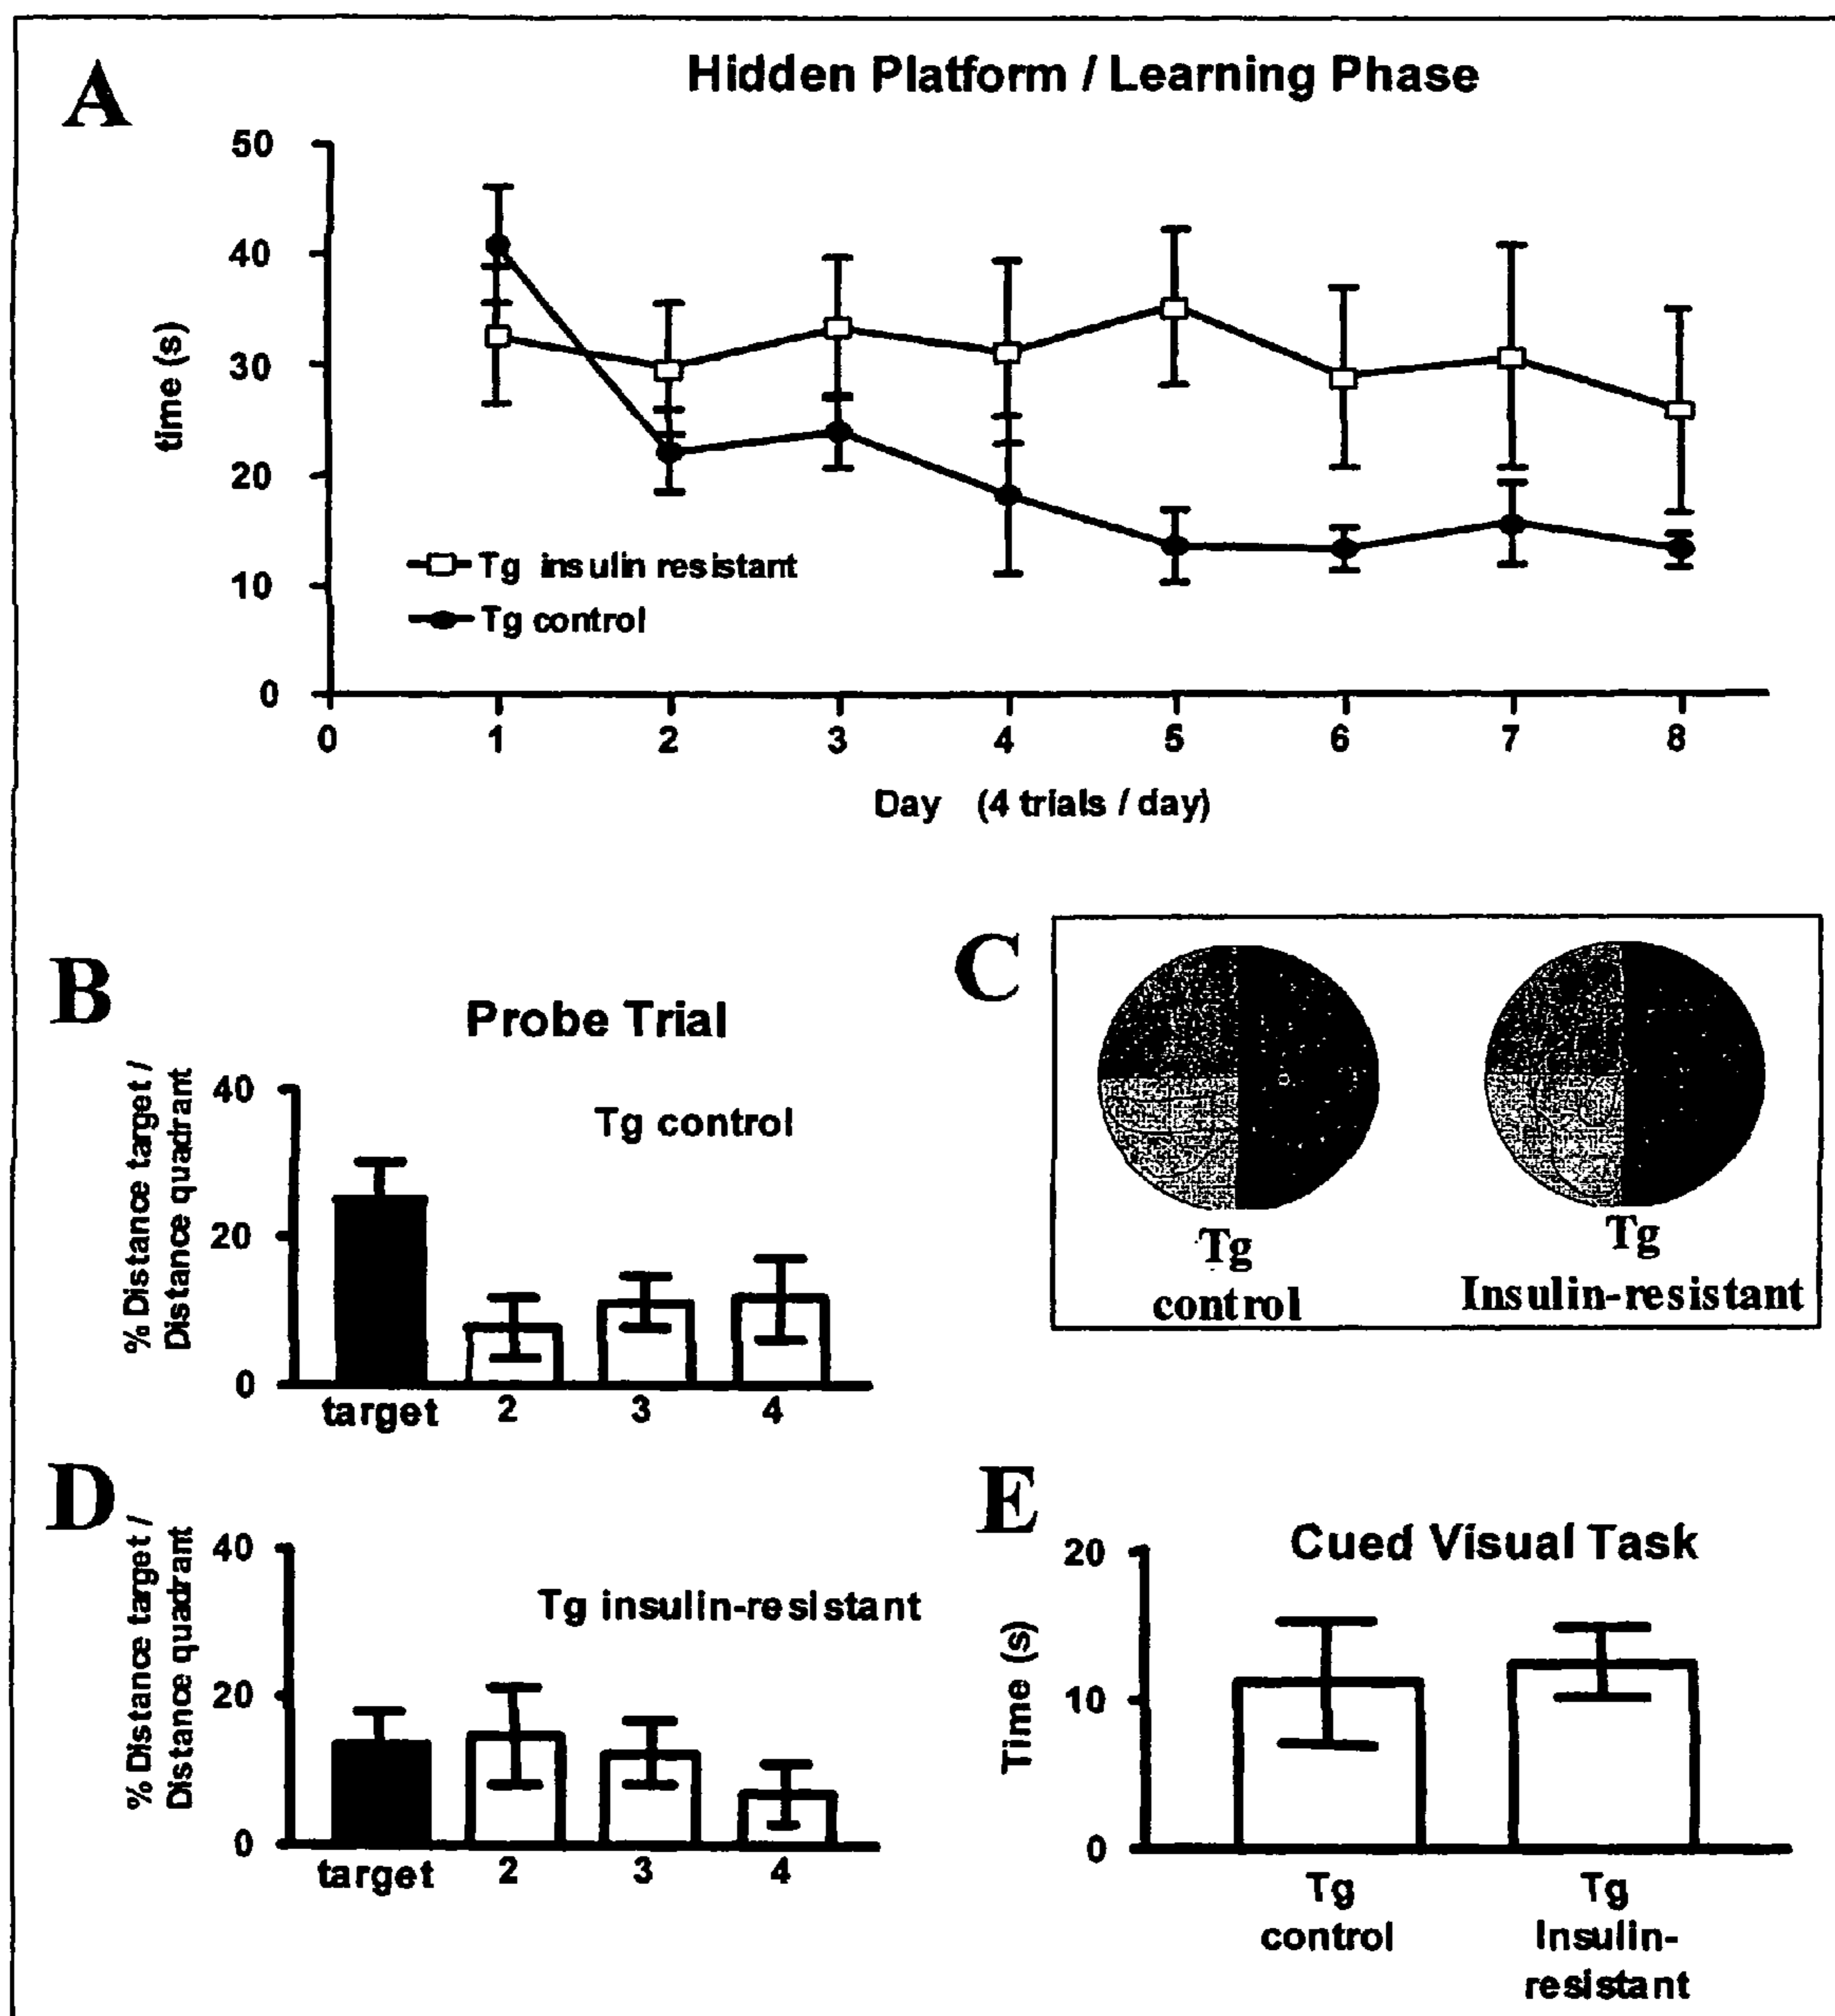 A
Hidden Platform / Learning Phase
50
40
30
20
10
0
time (s)
Tg insulin resistant
Tg control
0 1 2 3 4 5 6 7 8
Day (4 trials / day)
B
Probe Trial
% Distance target /
Distance quadrant
40
20
0
Tg control
target 2 3 4
C
Tg
control
Tg
Insulin-resistant
D
% Distance target /
Distance quadrant
40
20
0
Tg insulin-resistant
target 2 3 4
E
Cued Visual Task
20
10
0
Time (s)
Tg
control
Tg
Insulin-
resistant